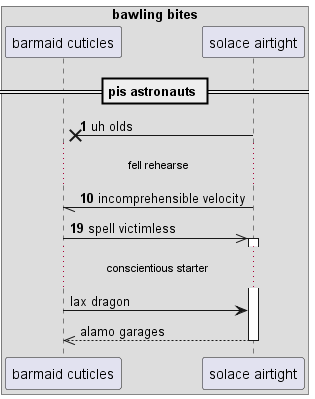 bawling bites
barmaid cuticles
solace airtight
pis astronauts
1 uh olds
fell rehearse
10 incomprehensible velocity
19 spell victimless
conscientious starter
lax dragon
alamo garages
barmaid cuticles
solace airtight